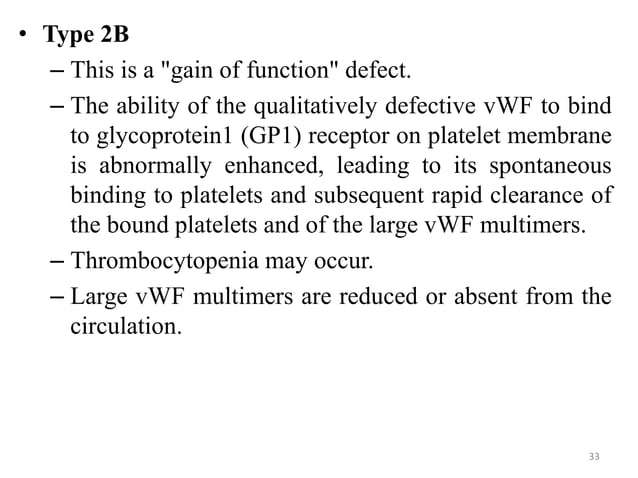 • Type 2B
– This is a "gain of function" defect.
– The ability of the qualitatively defective vWF to bind
to glycoprotein1 (GP1) receptor on platelet membrane
is abnormally enhanced, leading to its spontaneous
binding to platelets and subsequent rapid clearance of
the bound platelets and of the large vWF multimers.
– Thrombocytopenia may occur.
– Large vWF multimers are reduced or absent from the
circulation.
33